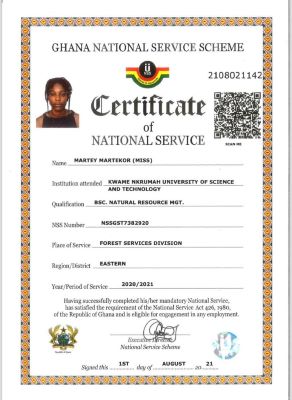 GHANA NATIONAL SERVICE SCHEME
2108021142
Certificate
SCAN ME
of
NATIONAL SERVICE
Name MARTEY MARTEKOR (MISS)
Institution attended KWAME NKRUMAH UNIVERSITY OF SCIENCE
AND TECHNOLOGY
Qualification BSC. NATURAL RESOURCE MGT.
NSS Number NSSGST7382920
Place of Service FOREST SERVICES DIVISION
Region/District EASTERN
Year/Period of Service 2020/2021
Having successfully completed his/her mandatory National Service,
has satisfied the requirement of the National Service Act 426, 1980,
of the Republic of Ghana and is eligible for engagement in any employment.
Executive Director
National Service Scheme
Signed this 1ST day of AUGUST 20 21